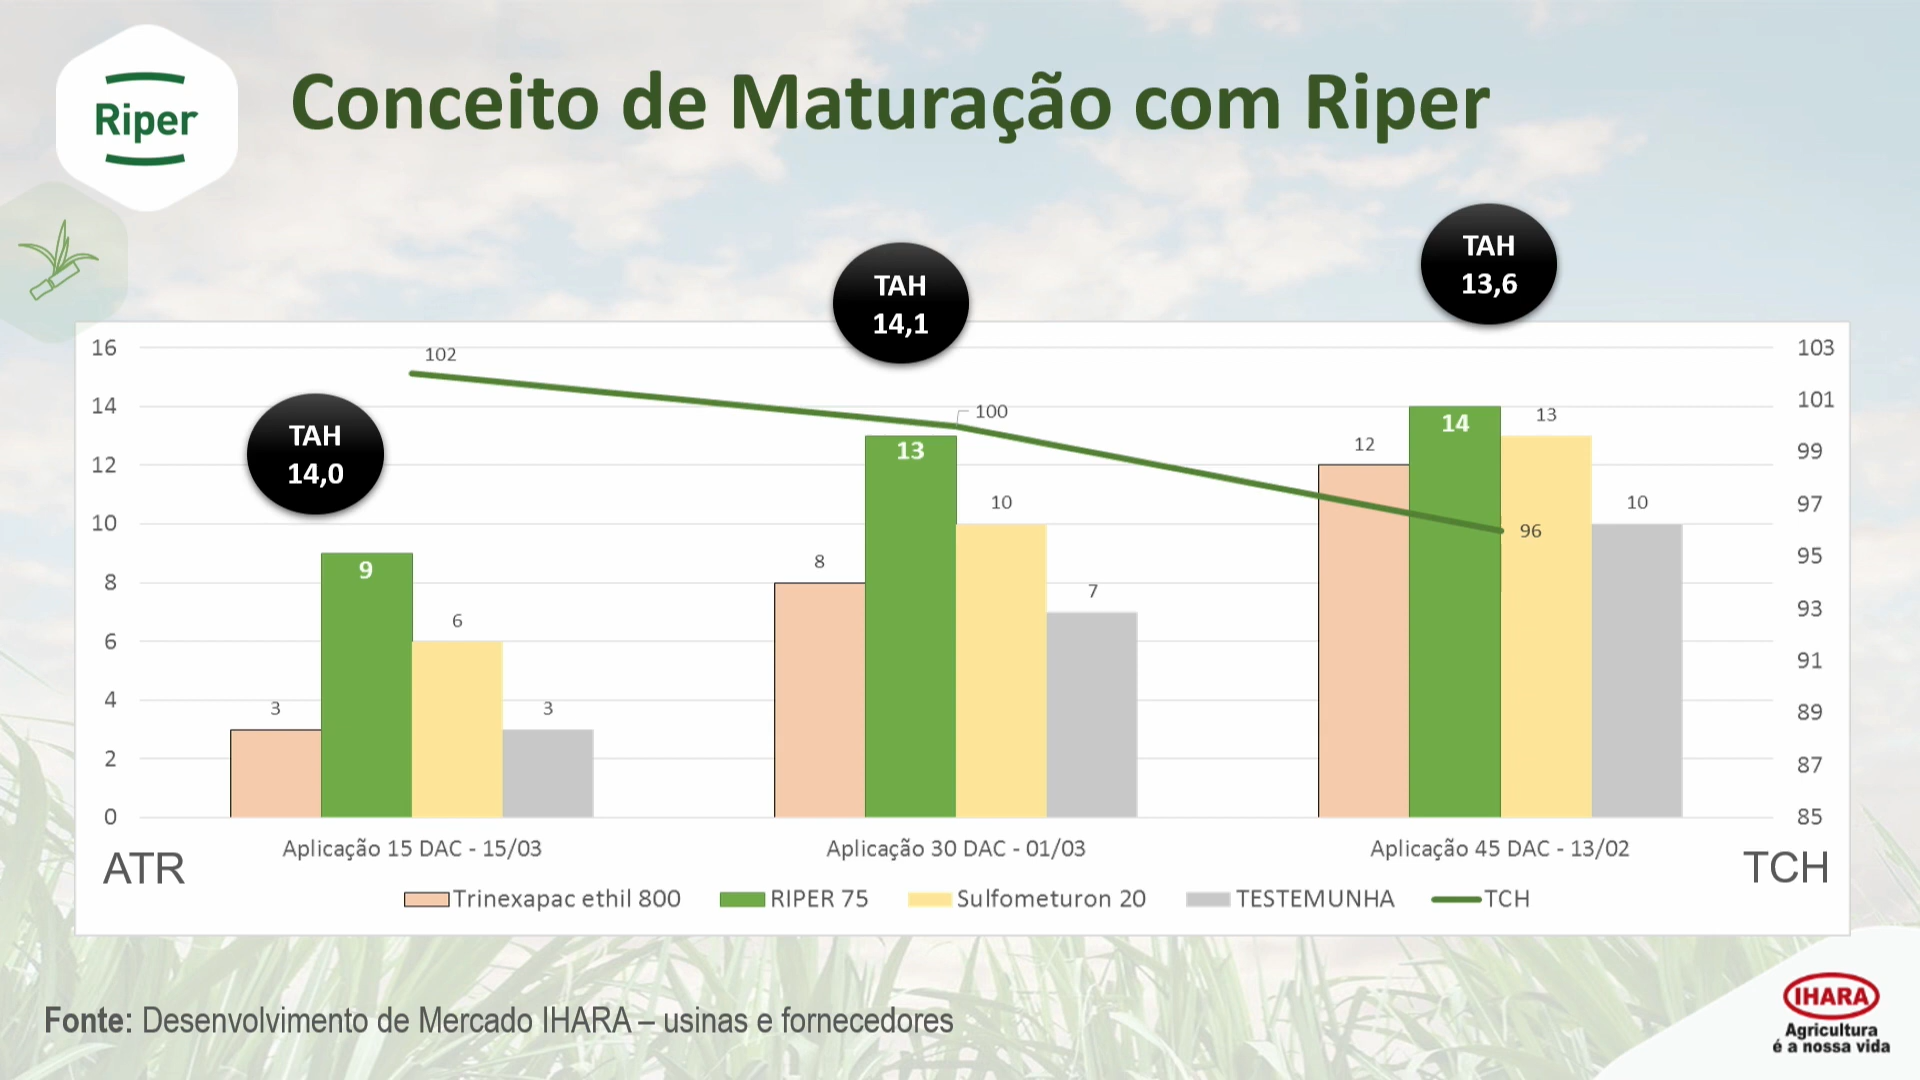 Riper
Conceito de Maturação com Riper
TAH
14,0
TAH
14,1
TAH
13,6
16
14
12
10
8
6
4
2
0
103
101
99
97
95
93
91
89
87
85
102
100
96
3
9
6
3
8
13
10
7
12
14
13
10
Aplicação 15 DAC - 15/03
Aplicação 30 DAC - 01/03
Aplicação 45 DAC - 13/02
ATR
TCH
Trinexapac ethil 800
RIPER 75
Sulfometuron 20
TESTEMUNHA
TCH
Fonte: Desenvolvimento de Mercado IHARA – usinas e fornecedores
IHARA
Agricultura
é a nossa vida